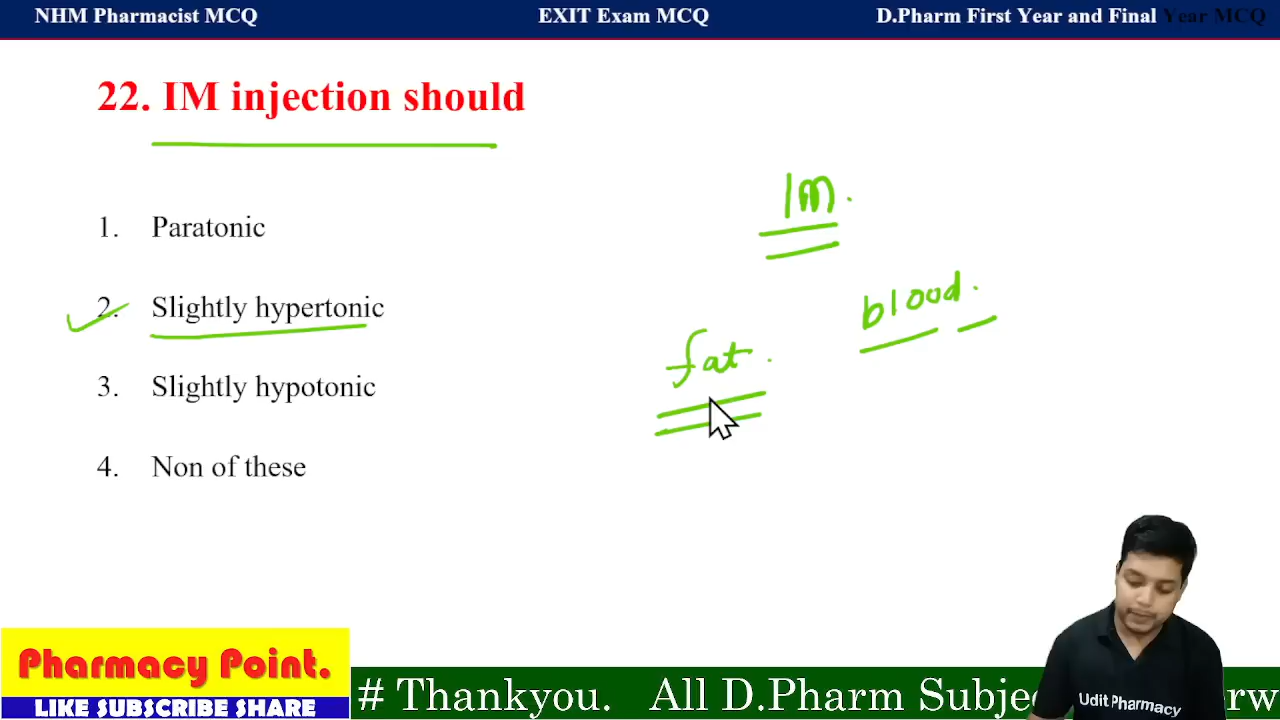 NHM Pharmacist MCQ EXIT Exam MCQ D.Pharm First Year and Final Year MCQ
22. IM injection should
1. Paratonic
2. Slightly hypertonic
3. Slightly hypotonic
4. Non of these
IM.
blood.
fat.
Pharmacy Point.
LIKE SUBSCRIBE SHARE
# Thankyou. All D.Pharm
Udit Pharmacy